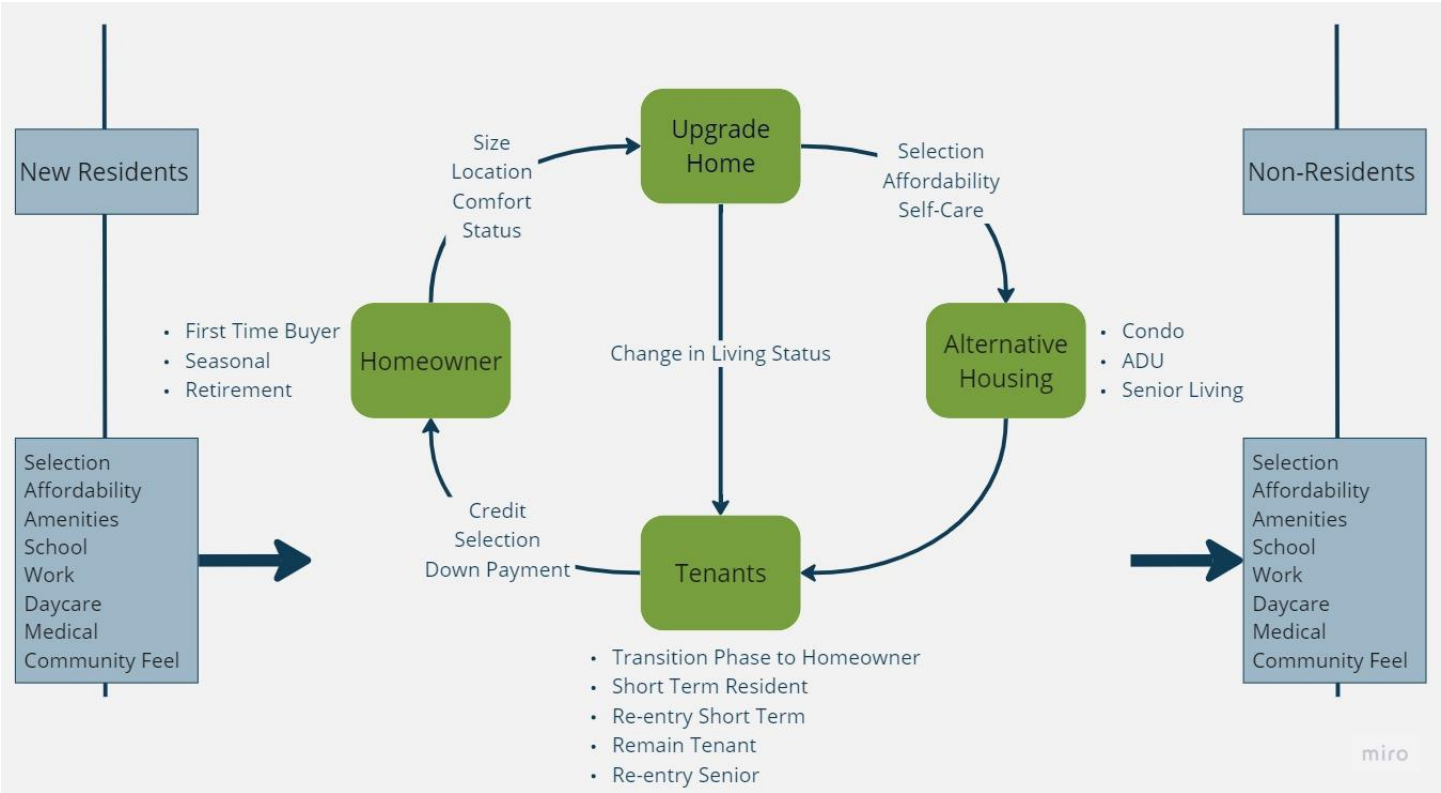 New Residents
Selection
Affordability
Amenities
School
Work
Daycare
Medical
Community Feel
• First Time Buyer
• Seasonal
• Retirement
Homeowner
Size
Location
Comfort
Status
Upgrade
Home
Selection
Affordability
Self-Care
Change in Living Status
Alternative
Housing
• Condo
• ADU
• Senior Living
Credit
Selection
Down Payment
Tenants
• Transition Phase to Homeowner
• Short Term Resident
• Re-entry Short Term
• Remain Tenant
• Re-entry Senior
Non-Residents
Selection
Affordability
Amenities
School
Work
Daycare
Medical
Community Feel
miro